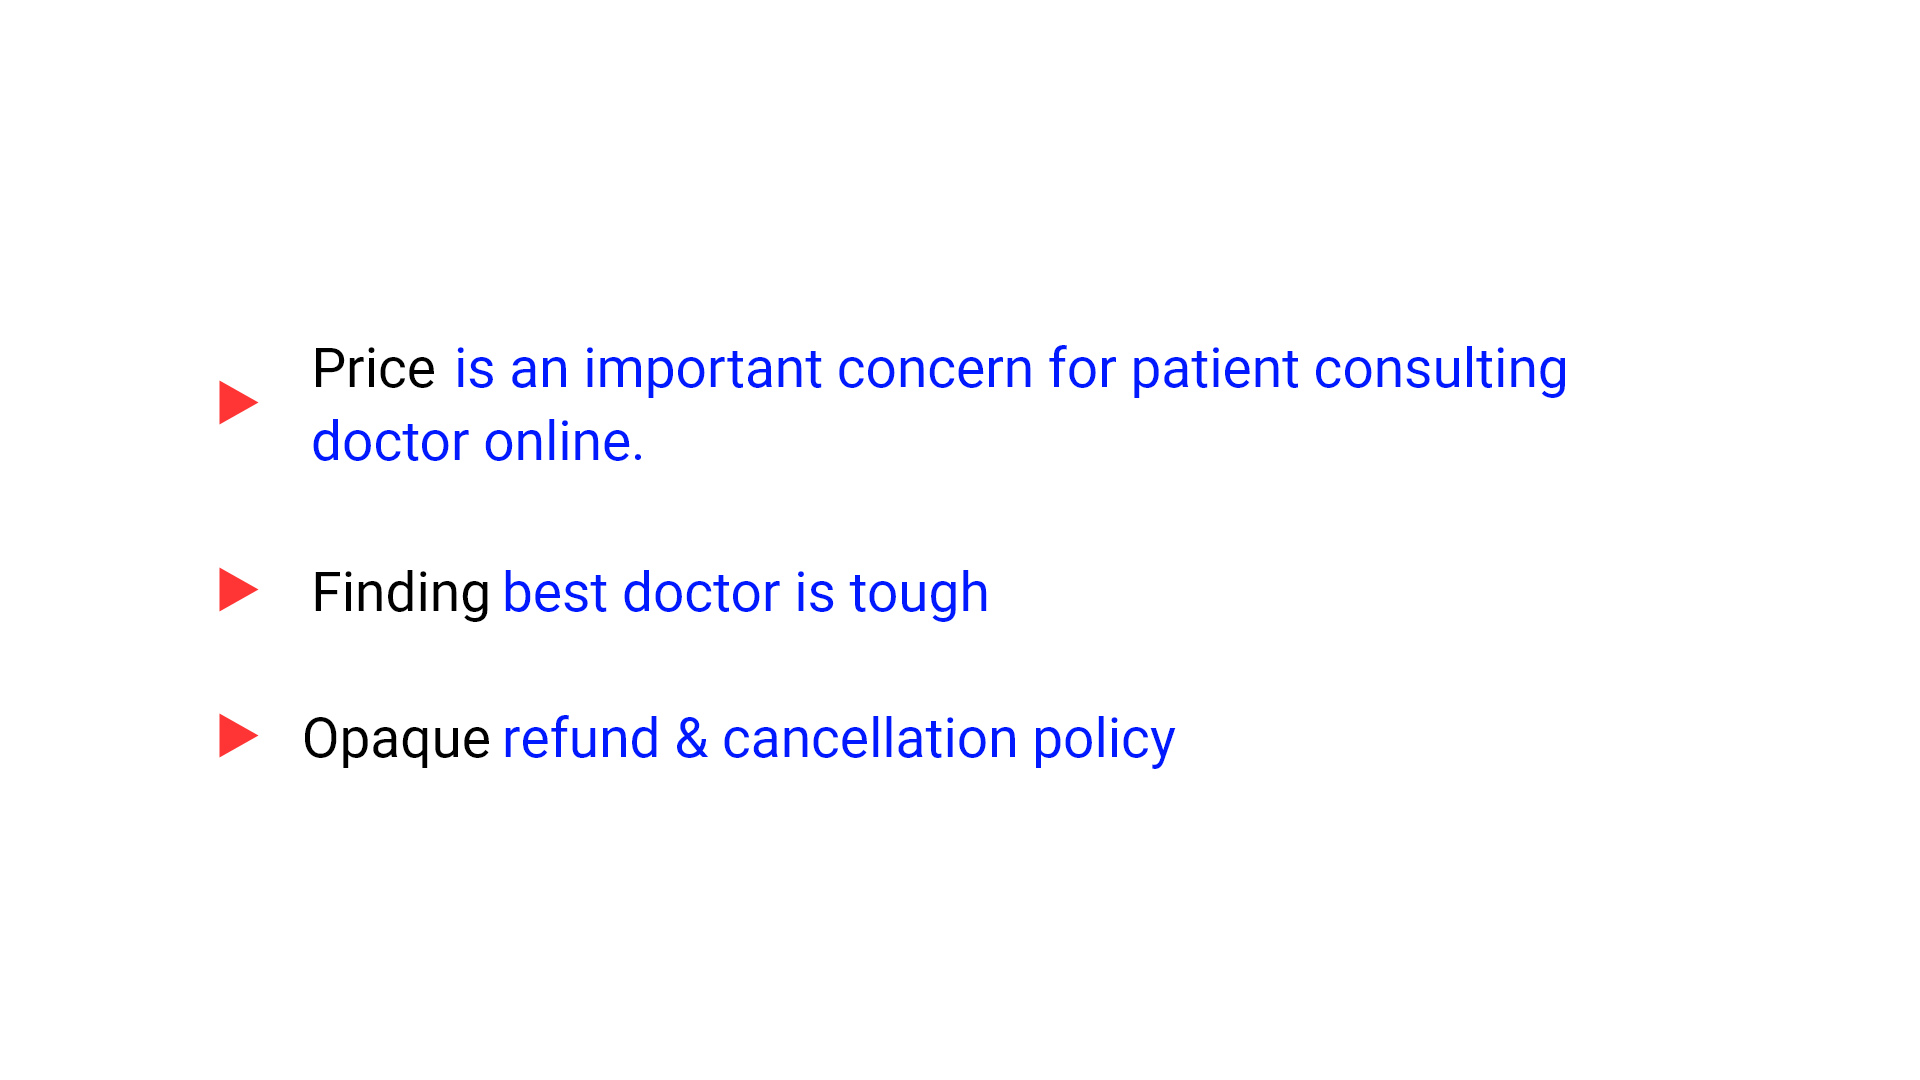 Price is an important concern for patient consulting
doctor online.
Finding best doctor is tough
Opaque refund & cancellation policy